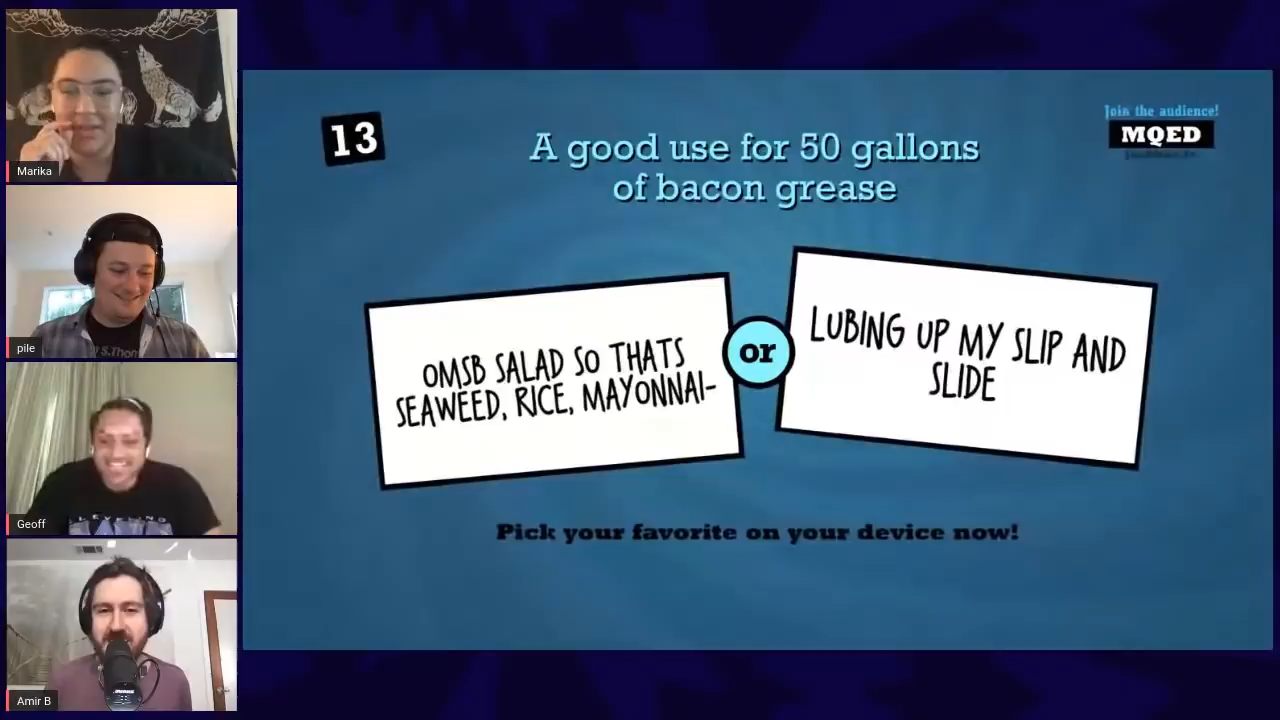 Marika
pile
Geoff
Amir B
13
A good use for 50 gallons
of bacon grease
Join the audience!
MQED
OMSB SALAD SO THATS
SEAWEED, RICE, MAYONNAI-
or
LUBING UP MY SLIP AND
SLIDE
Pick your favorite on your device now!